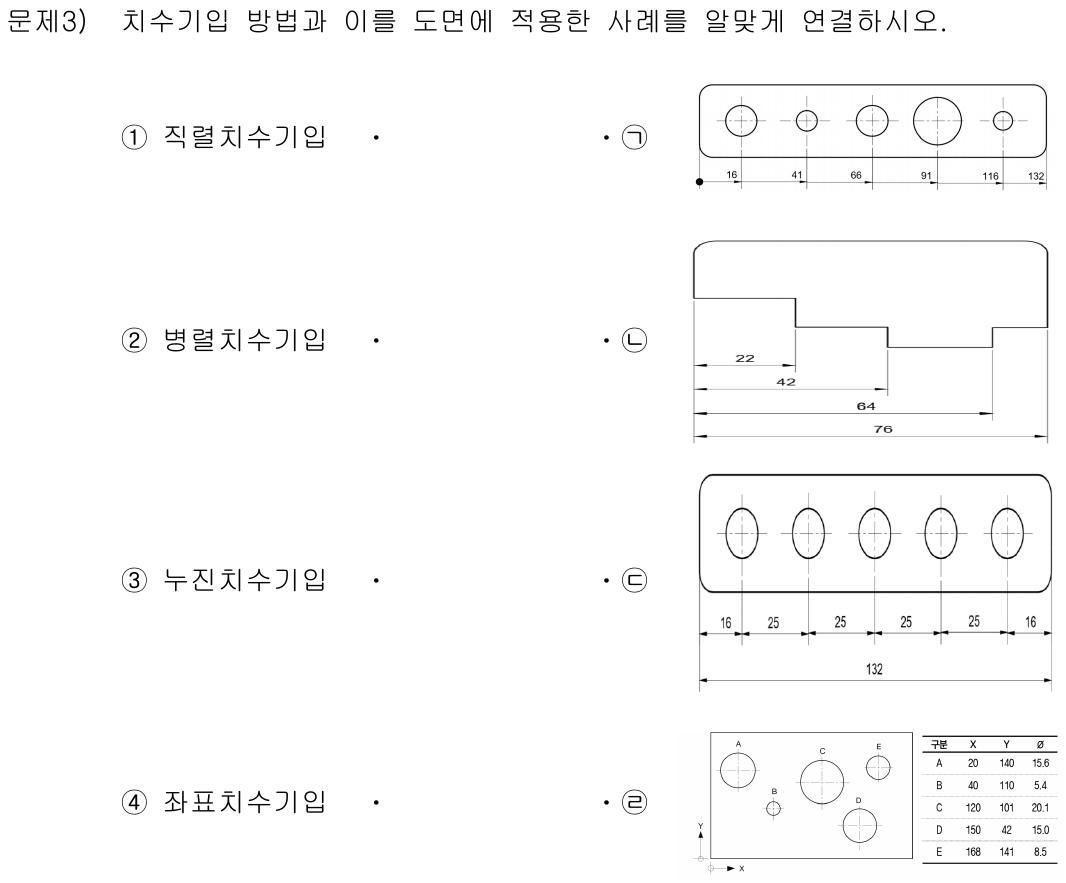 문제3) 치수기입 방법과 이를 도면에 적용한 사례를 알맞게 연결하시오.
① 직렬치수기입 · · ㉠
16 41 66 91 116 132
② 병렬치수기입 · · ㉡
22
42
64
76
③ 누진치수기입 · · ㉢
16 25 25 25 25 16
132
④ 좌표치수기입 · · ㉣
A B C D E
Y
X
구분 X Y Ø
A 20 140 15.6
B 40 110 5.4
C 120 101 20.1
D 150 42 15.0
E 168 141 8.5